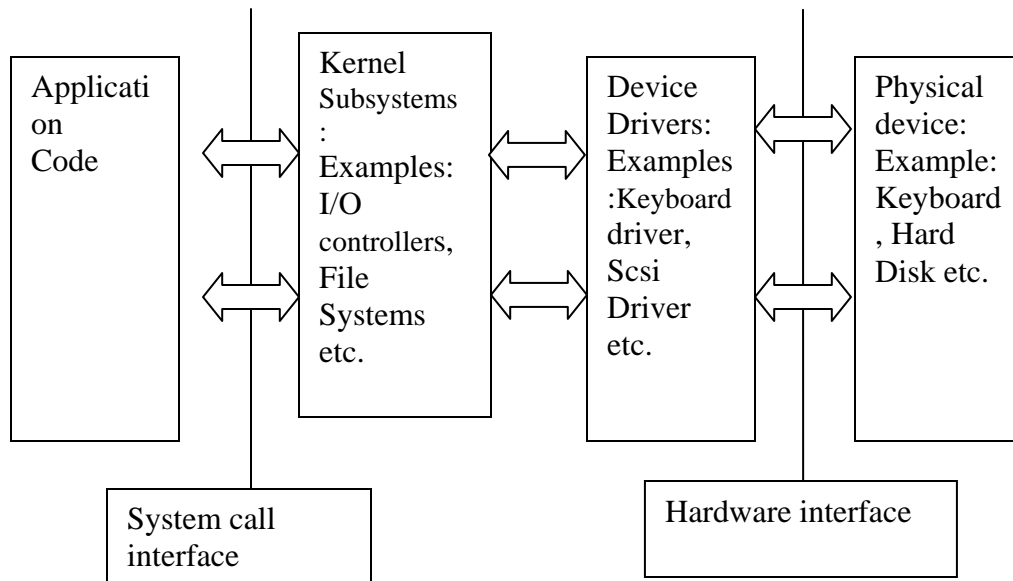 Applicati
on
Code
Kernel
Subsystems
:
Examples:
I/O
controllers,
File
Systems
etc.
Device
Drivers:
Examples
:Keyboard
driver,
Scsi
Driver
etc.
Physical
device:
Example:
Keyboard
, Hard
Disk etc.
System call
interface
Hardware interface